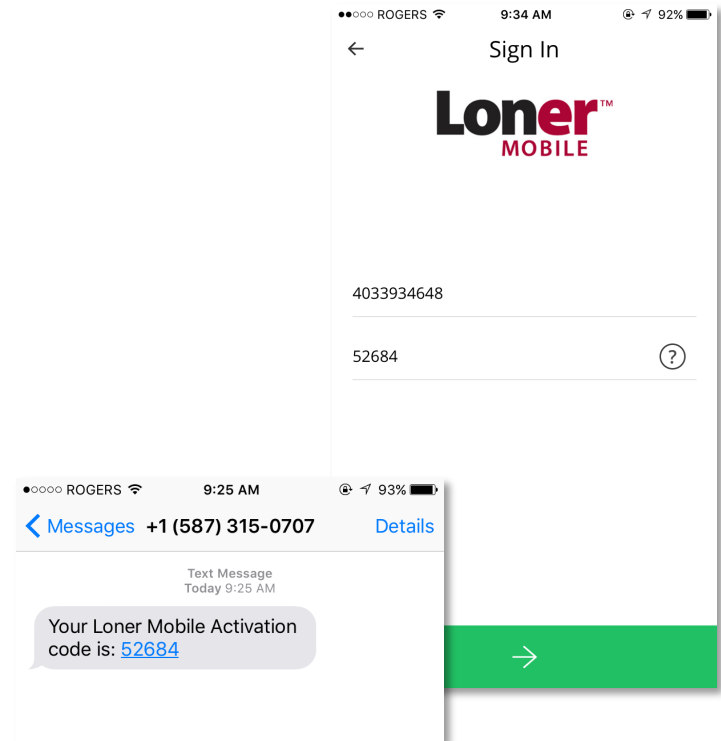 ROGERS 9:34 AM 92%
Sign In
Loner™
MOBILE
4033934648
52684 ?
ROGERS 9:25 AM 93%
Messages +1 (587) 315-0707 Details
Text Message
Today 9:25 AM
Your Loner Mobile Activation
code is: 52684